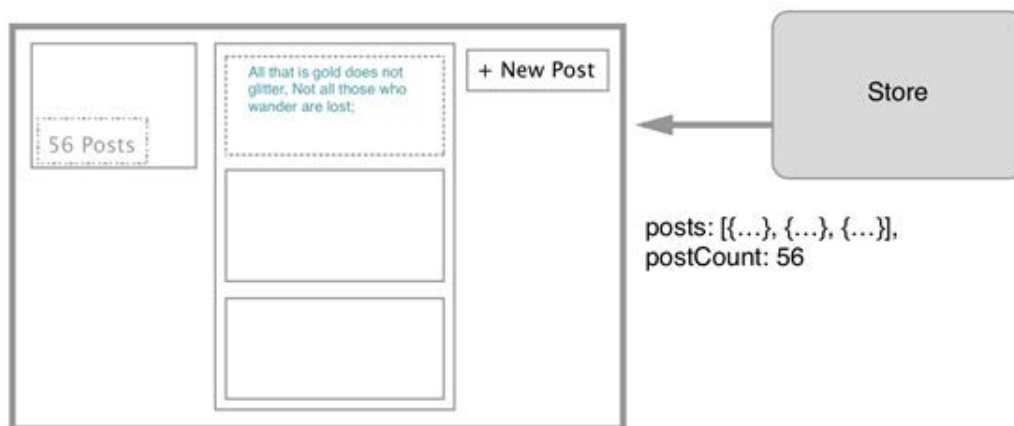 All that is gold does not
glitter, Not all those who
wander are lost;
+ New Post
56 Posts
Store
posts: [{…}, {…}, {…}],
postCount: 56